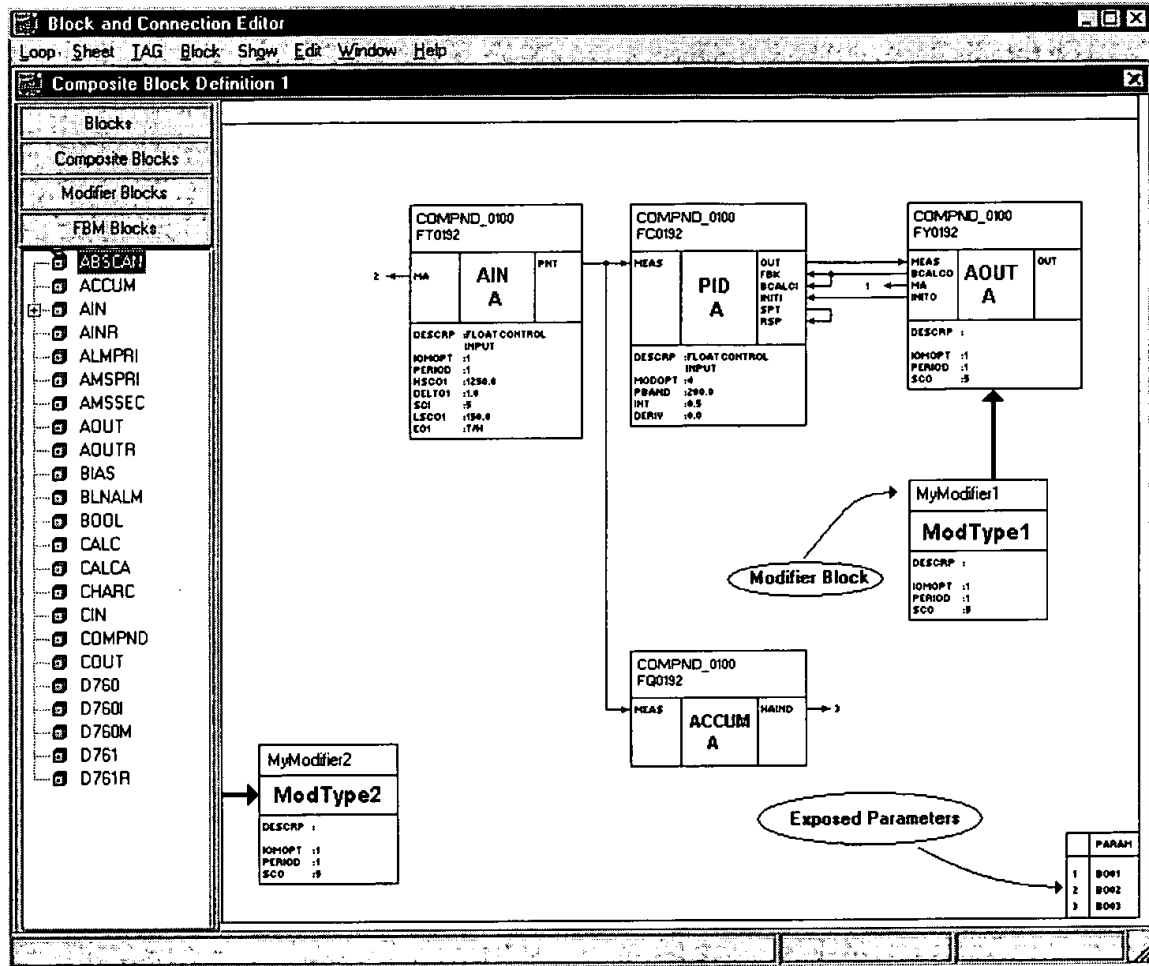 Block and Connection Editor
Loop Sheet TAG Block Show Edit Window Help
Composite Block Definition 1
Blocks
Composite Blocks
Modifier Blocks
FBM Blocks
ABSCAN
ACCUM
AIN
AINR
ALMPRI
AMSPRI
AMSSEC
AOUT
AOUTR
BIAS
BLNALM
BOOL
CALC
CALCA
CHARC
CIN
COMPND
COUT
D760
D760I
D760M
D761
D761R
COMPND_0100
FT0192
2
MA
AIN
A
PNT
DESCRP :FLOAT CONTROL
INPUT
IOMOPT :1
PERIOD :1
HSCO1 :1250.0
DELTO1 :1.0
SCI :5
LSCO1 :150.0
EO1 :T/H
COMPND_0100
FC0192
MEAS
PID
A
OUT
FBK
BCALCI
INITI
SPT
RSP
DESCRP :FLOAT CONTROL
INPUT
MODOPT :4
PBAND :200.0
INT :0.5
DERIV :0.0
COMPND_0100
FY0192
MEAS
BCALCO
1
MA
INITO
AOUT
A
OUT
DESCRP :
IOMOPT :1
PERIOD :1
SCO :5
MyModifier1
ModType1
DESCRP :
IOMOPT :1
PERIOD :1
SCO :5
Modifier Block
COMPND_0100
FQ0192
MEAS
ACCUM
A
HAIND
3
MyModifier2
ModType2
DESCRP :
IOMOPT :1
PERIOD :1
SCO :5
Exposed Parameters
PARAM
1 BO01
2 BO02
3 BO03